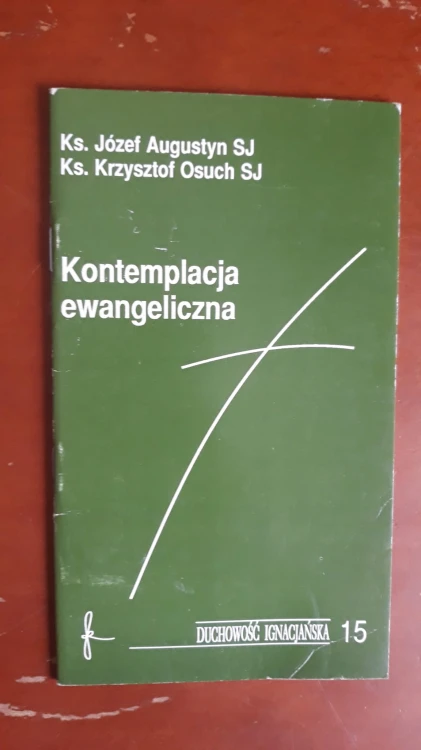 Ks. Józef Augustyn SJ
Ks. Krzysztof Osuch SJ
Kontemplacja
ewangeliczna
DUCHOWOŚĆ IGNACJAŃSKA 15